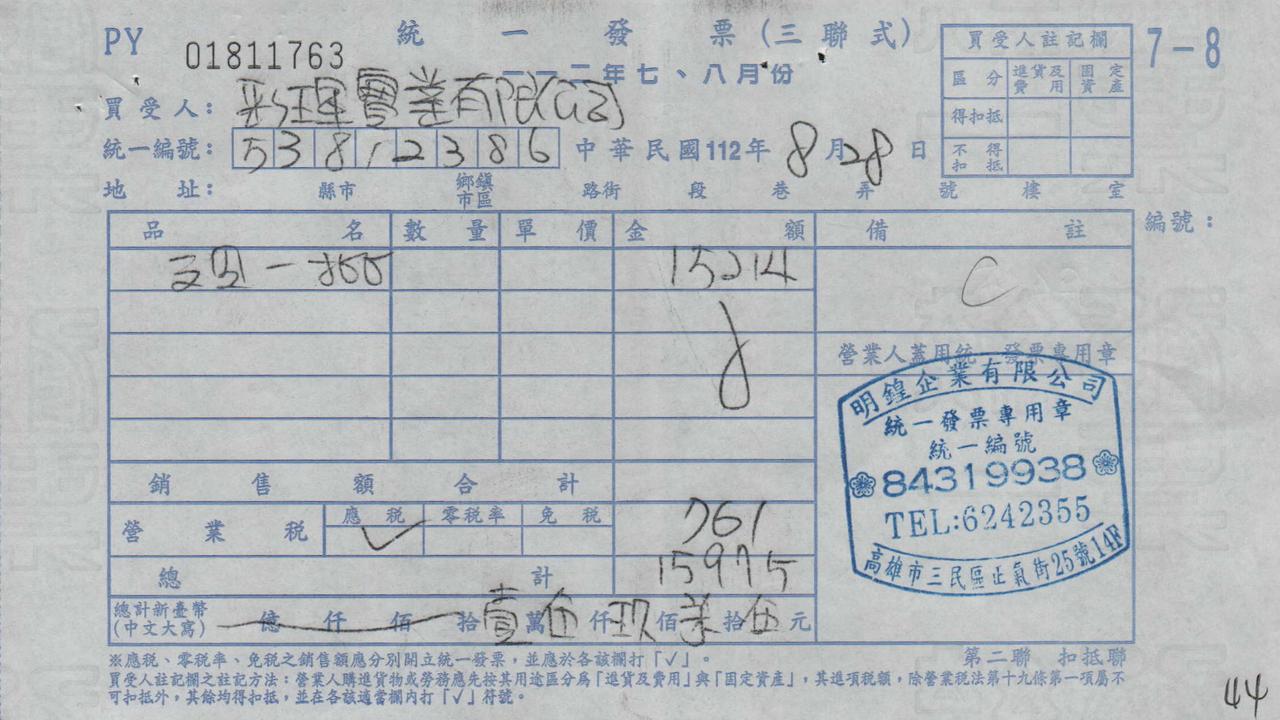 PY 01811763
統一發票(三聯式)
一一二年七、八月份
7-8
買受人註記欄
區分 進貨及費用 固定資產
得扣抵
不得扣抵
買受人: 彩琿實業有限公司
統一編號: 53812386 中華民國112年8月28日
地址: 縣市 鄉鎮市區 路街 段 巷 弄 號 樓 室
品名 數量 單價 金額 備註 編號:
一批 15214 C
營業人蓋用統一發票專用章
明鍠企業有限公司
統一發票專用章
統一編號
84319938
TEL:6242355
高雄市三民區正氣街25號14F
銷售額合計
營業稅 應稅 ✓ 零稅率 免稅 761
總計 15975
總計新臺幣(中文大寫) 億 仟 佰 拾壹萬伍仟玖佰柒拾伍元
※應稅、零稅率、免稅之銷售額應分別開立統一發票,並應於各該欄打「✓」。
第二聯 扣抵聯
買受人註記欄之註記方法:營業人購進貨物或勞務應先按其用途區分為「進貨及費用」與「固定資產」,其進項稅額,除營業稅法第十九條第一項屬不
可扣抵外,其餘均得扣抵,並在各該適當欄內打「✓」符號。
44